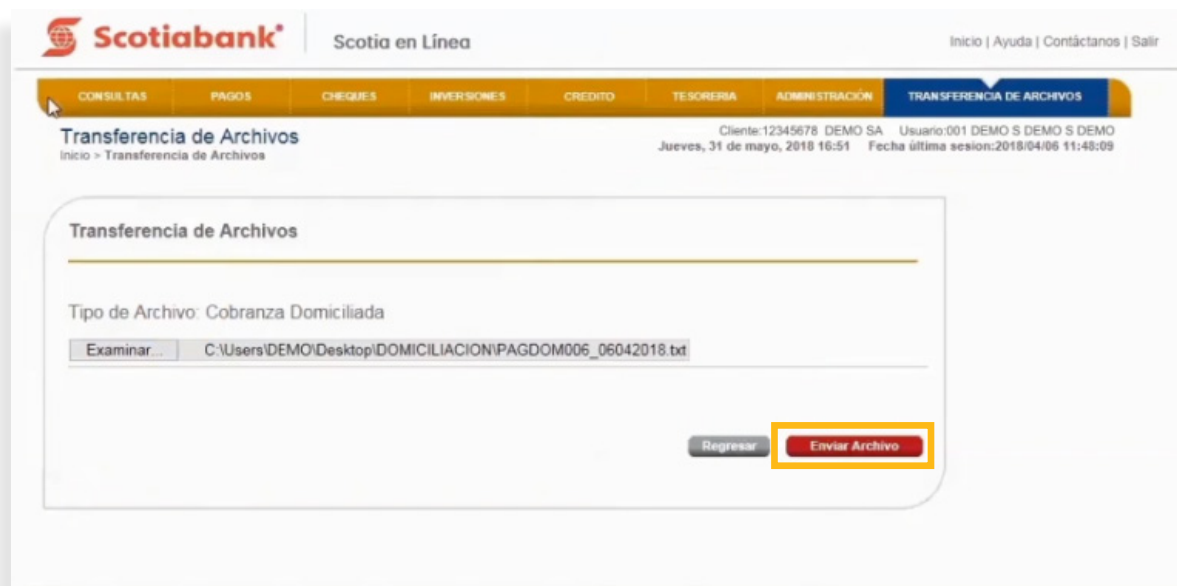 Scotiabank
Scotia en Línea
Inicio | Ayuda | Contáctanos | Salir
CONSULTAS PAGOS CHEQUES INVERSIONES CREDITO TESORERIA ADMINISTRACIÓN TRANSFERENCIA DE ARCHIVOS
Transferencia de Archivos
Inicio > Transferencia de Archivos
Cliente:12345678 DEMO SA Usuario:001 DEMO S DEMO S DEMO
Jueves, 31 de mayo, 2018 16:51 Fecha última sesion:2018/04/06 11:48:09
Transferencia de Archivos
Tipo de Archivo: Cobranza Domiciliada
Examinar... C:\Users\DEMO\Desktop\DOMICILIACION\PAGDOM006_06042018.txt
Regresar Enviar Archivo